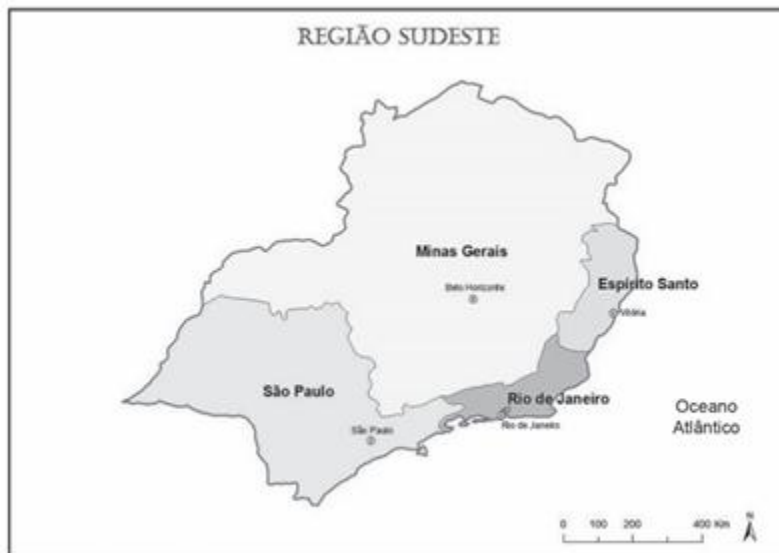 REGIÃO SUDESTE
Minas Gerais
Belo Horizonte
Espírito Santo
Vitória
São Paulo
São Paulo
Rio de Janeiro
Rio de Janeiro
Oceano
Atlântico
N
0 100 200 400 Km